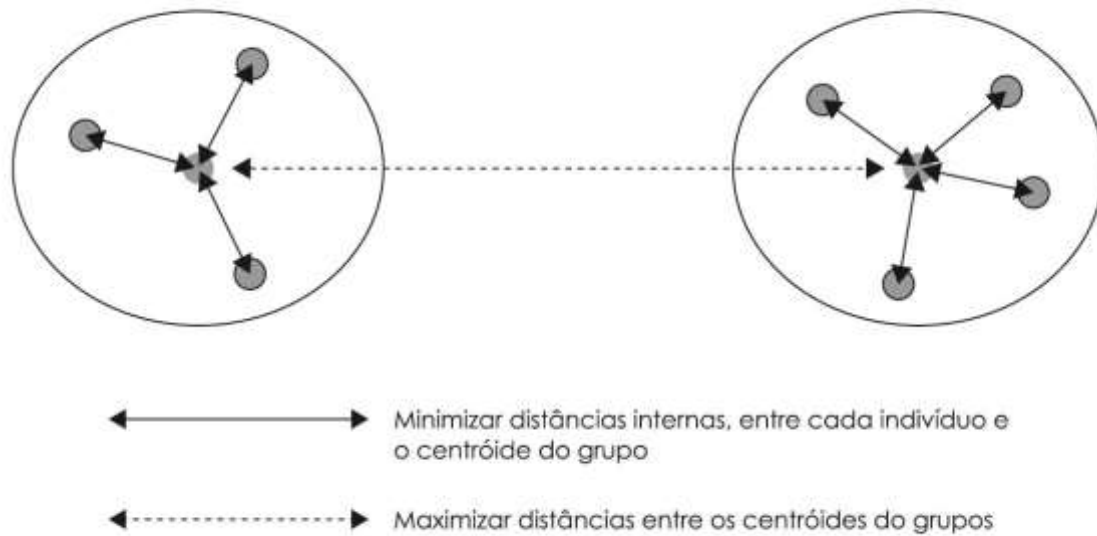 Minimizar distâncias internas, entre cada indivíduo e
o centróide do grupo
Maximizar distâncias entre os centróides do grupos